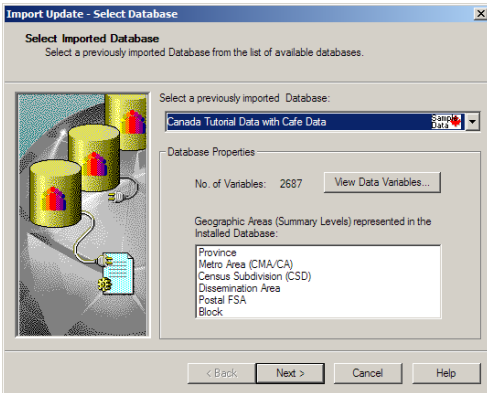 Import Update - Select Database
Select Imported Database
Select a previously imported Database from the list of available databases.
Select a previously imported  Database:
Canada Tutorial Data with Cafe Data
Sample
Data
Database Properties
No. of Variables:
2687
View Data Variables...
Geographic Areas (Summary Levels) represented in the
Installed Database:
Province
Metro Area (CMA/CA)
Census Subdivision (CSD)
Dissemination Area
Postal FSA
Block
< Back
Next >
Cancel
Help